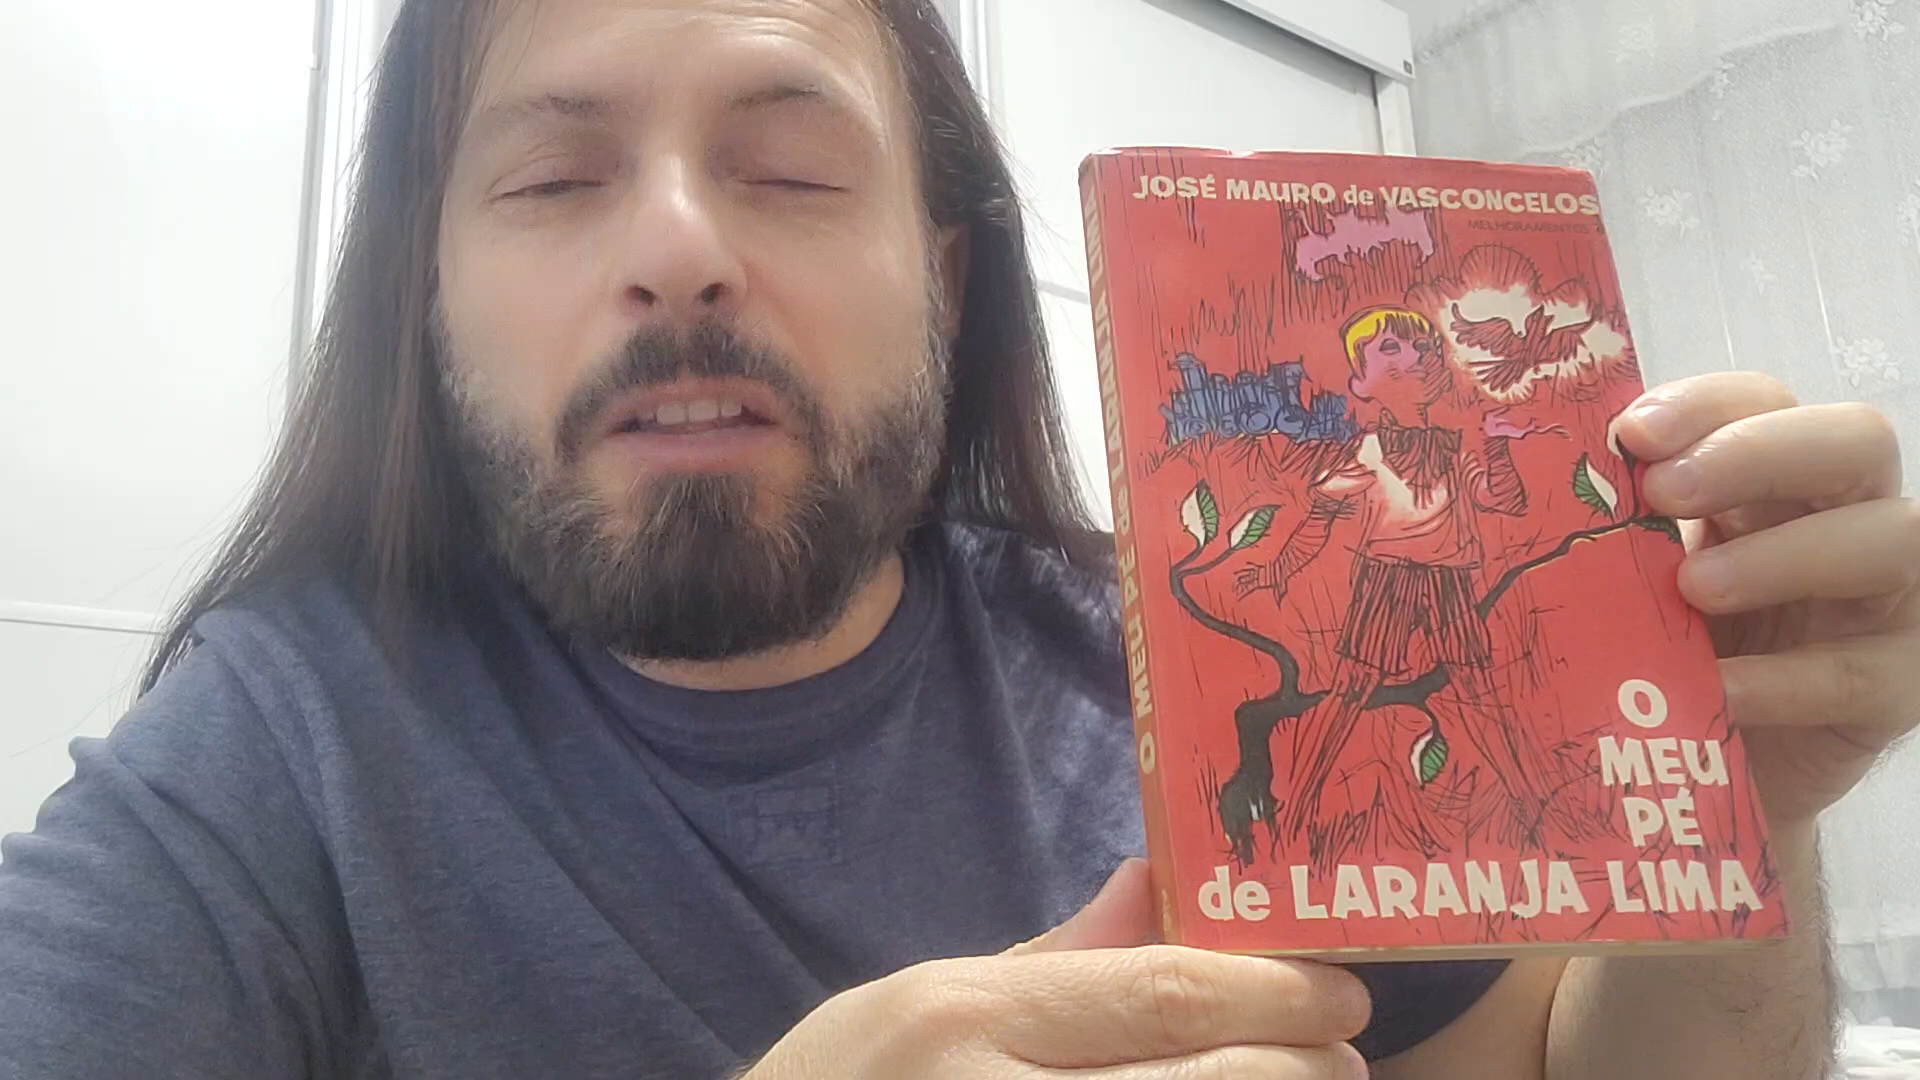 JOSÉ MAURO de VASCONCELOS
MELHORAMENTOS
O
MEU
PÉ
de LARANJA LIMA
O MEU PÉ de LARANJA LIMA